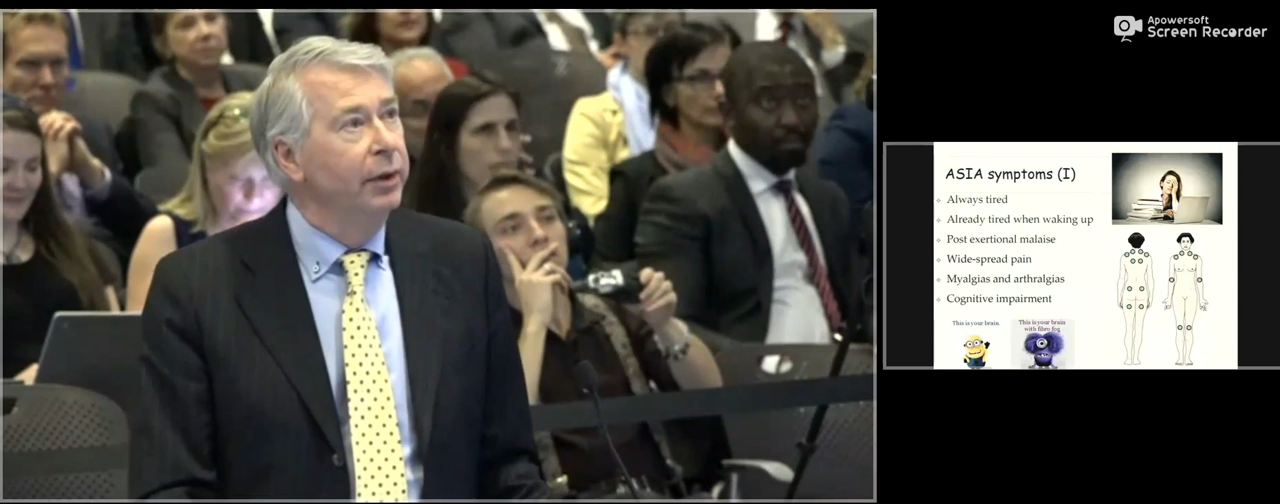 Apowersoft
Screen Recorder
ASIA symptoms (I)
Always tired
Already tired when waking up
Post exertional malaise
Wide-spread pain
Myalgias and arthralgias
Cognitive impairment
This is your brain.
This is your brain
with fibro fog